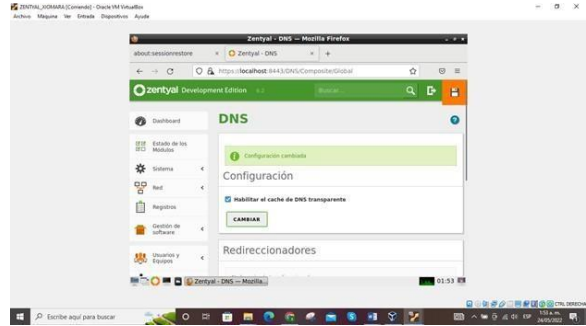 ZENTYAL_XIOMARA [Corriendo] - Oracle VM VirtualBox
Archivo Máquina Ver Entrada Dispositivos Ayuda
Zentyal - DNS — Mozilla Firefox
about:sessionrestore
Zentyal - DNS
https://localhost:8443/DNS/Composite/Global
zentyal Development Edition
Buscar...
Dashboard
DNS
Estado de los
Módulos
Configuración cambiada
Sistema
Configuración
Red
Habilitar el caché de DNS transparente
Registros
CAMBIAR
Gestión de
software
Usuarios y
Equipos
Redireccionadores
Zentyal - DNS — Mozilla...
01:53
CTRL DERECHA
Escribe aquí para buscar
ESP
1:53 a. m.
24/05/2022